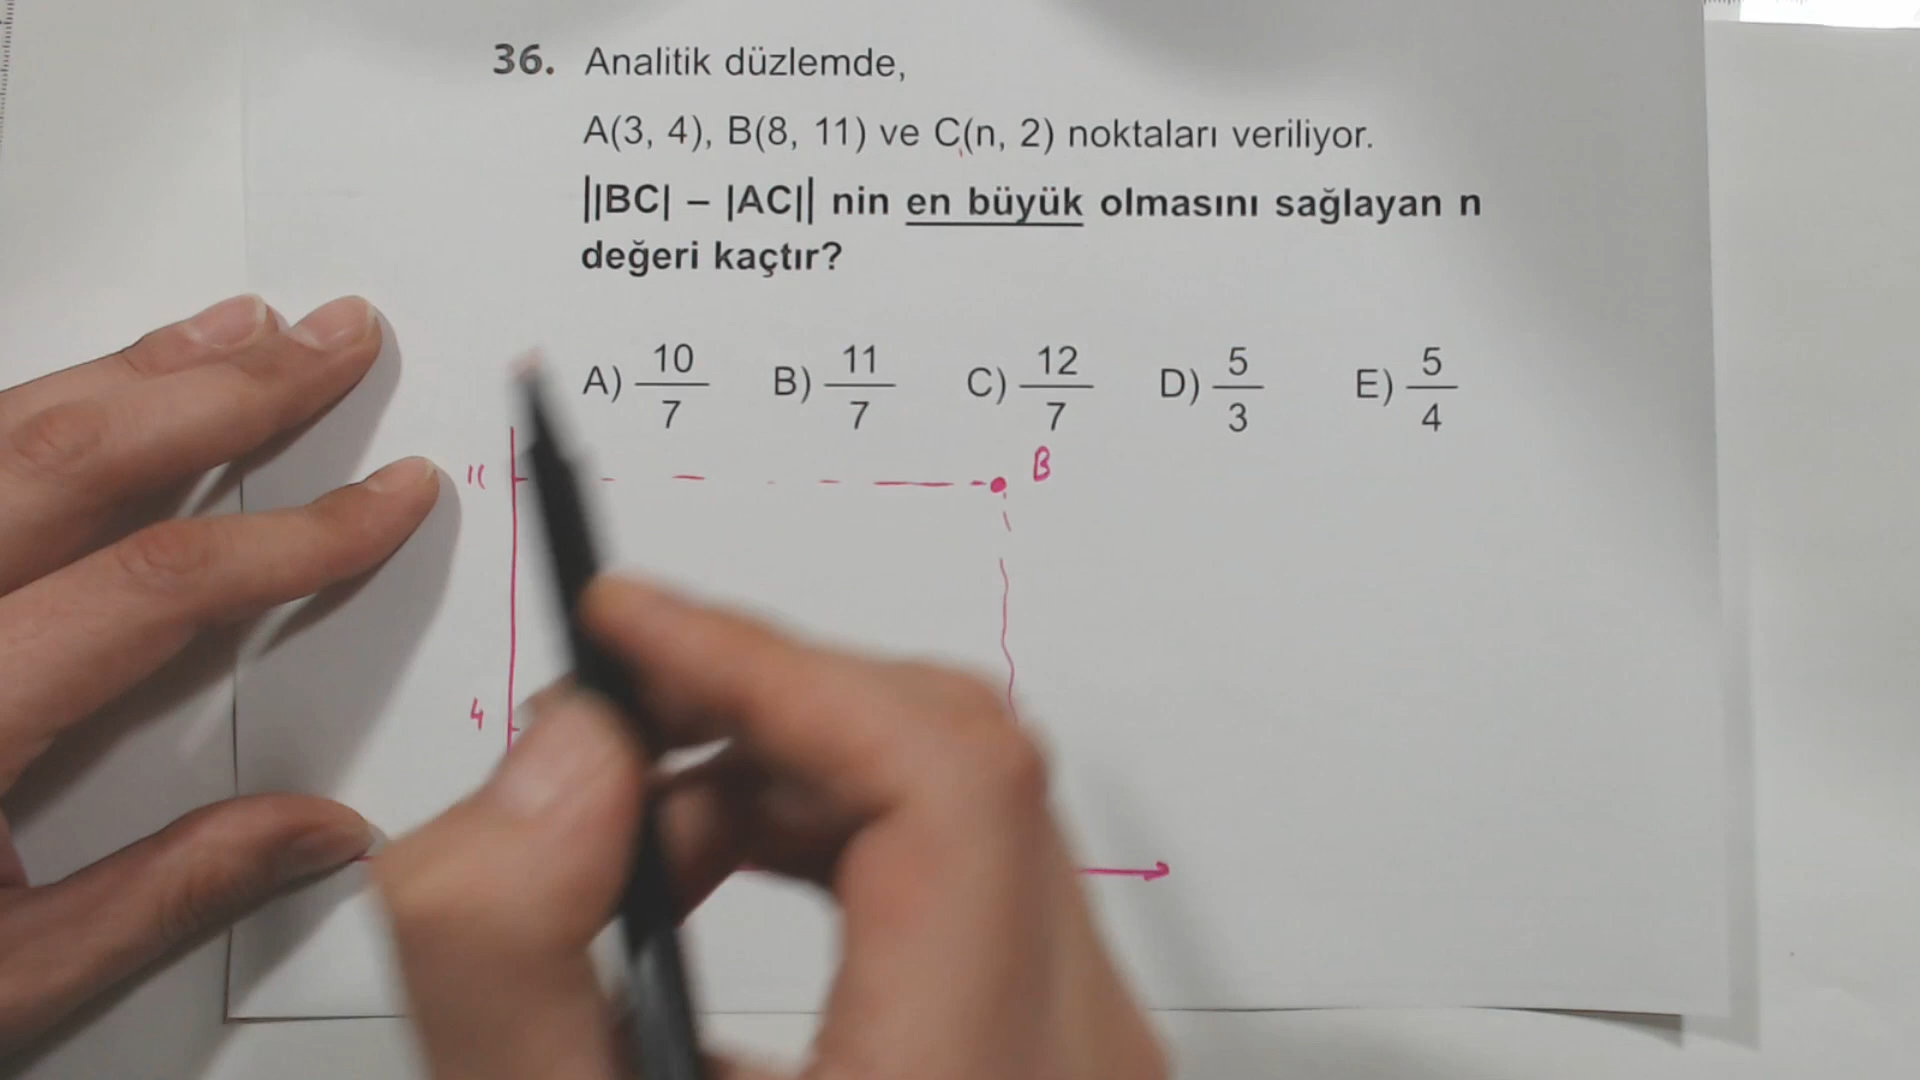 36. Analitik düzlemde,
A(3, 4), B(8, 11) ve C(n, 2) noktaları veriliyor.
||BC| – |AC|| nin en büyük olmasını sağlayan n
değeri kaçtır?
A) 10/7 B) 11/7 C) 12/7 D) 5/3 E) 5/4
11 B
4